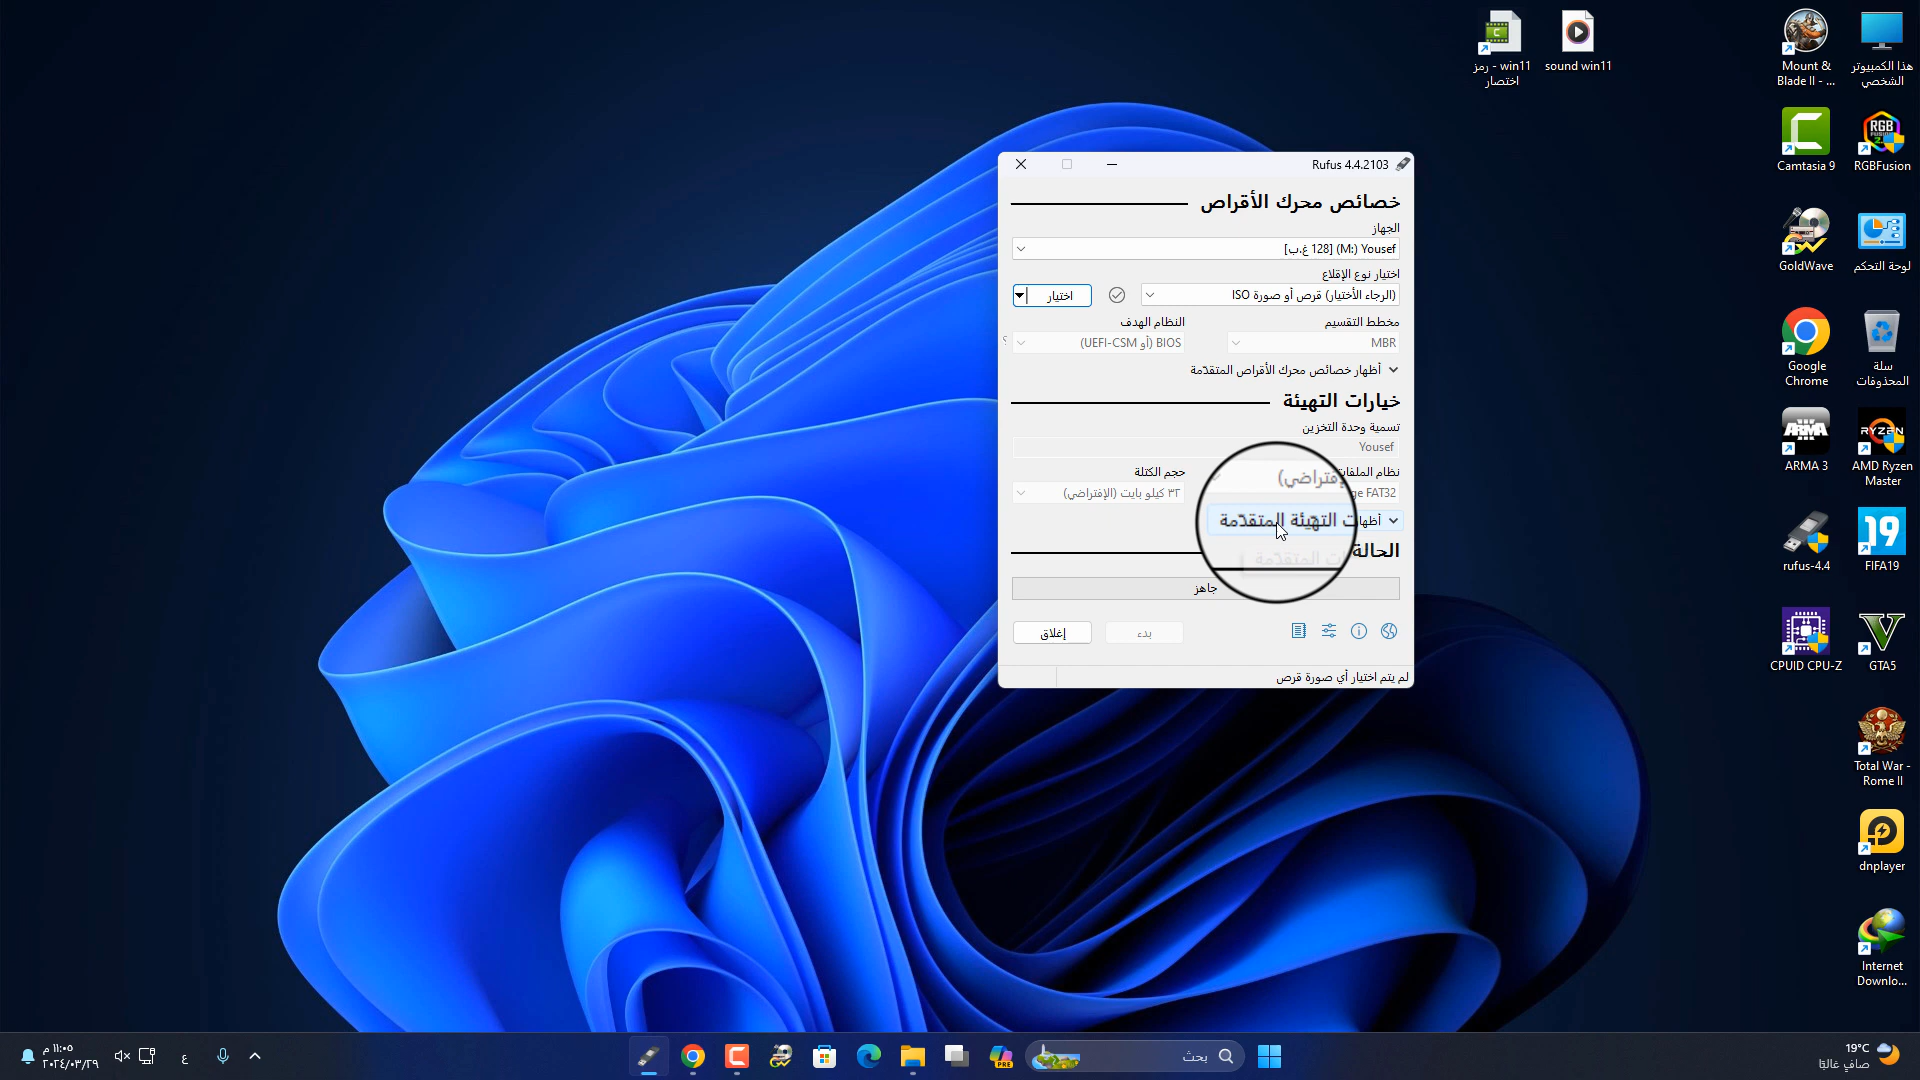 win11 - رمز
اختصار
sound win11
Mount &
Blade II - ...
هذا الكمبيوتر
الشخصي
Camtasia 9
RGBFusion
GoldWave
لوحة التحكم
Google
Chrome
سلة
المحذوفات
ARMA 3
AMD Ryzen
Master
rufus-4.4
FIFA19
CPUID CPU-Z
GTA5
Total War -
Rome II
dnplayer
Internet
Downlo...
Rufus 4.4.2103
خصائص محرك الأقراص
الجهاز
Yousef (M:) [128 غ.ب]
اختيار نوع الإقلاع
(الرجاء الأختيار) قرص أو صورة ISO
اختيار
مخطط التقسيم
النظام الهدف
MBR
BIOS (أو UEFI-CSM)
؟
أظهار خصائص محرك الأقراص المتقدّمة
خيارات التهيئة
تسمية وحدة التخزين
Yousef
نظام الملفات
حجم الكتلة
FAT32
٣٢ كيلو بايت (الإفتراضي)
التهيئة المتقدّمة
الحالة
جاهز
بدء
إغلاق
لم يتم اختيار أي صورة قرص
١١:٠٥ م
٢٠٢٤/٠٣/٢٩
ع
PRE
بحث
19°C
صافٍ غالبًا